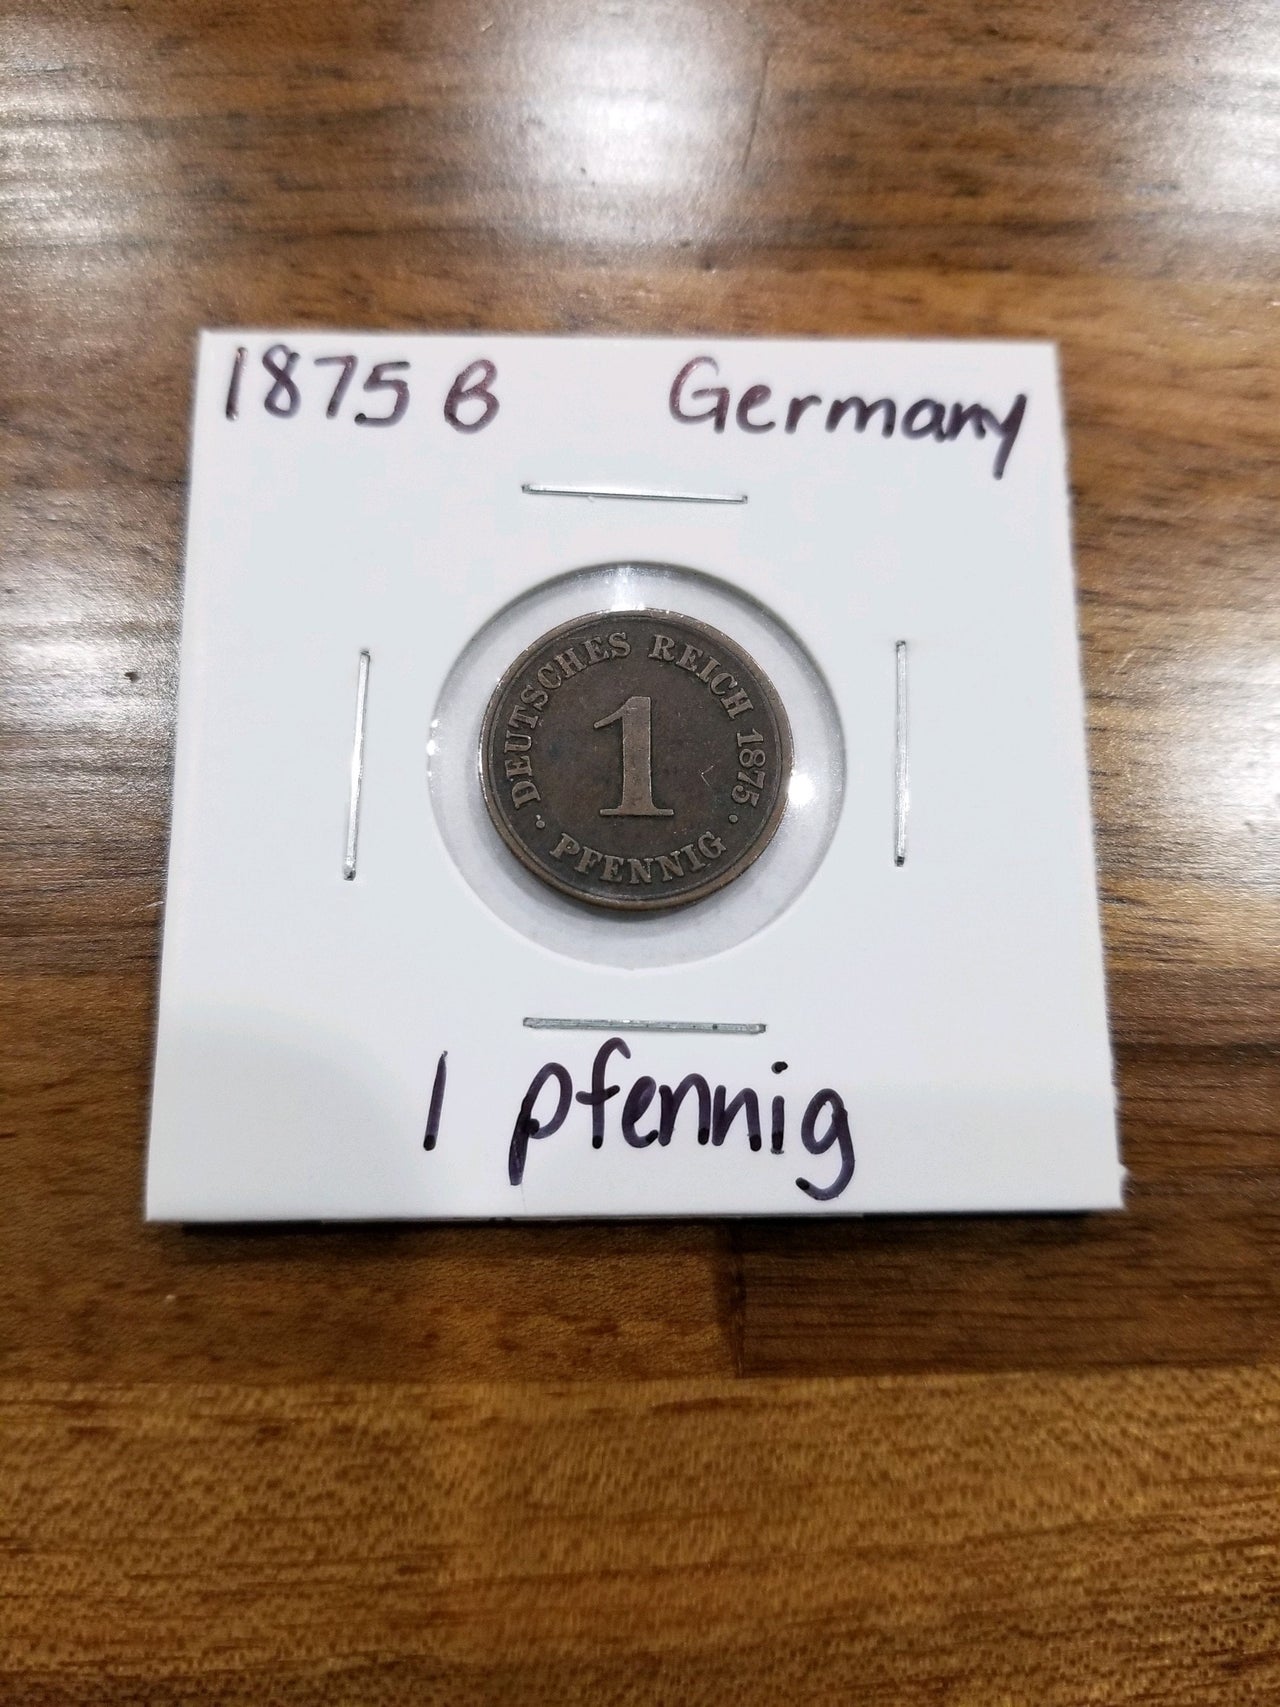 1875 B Germany
DEUTSCHES REICH 1875
1
• PFENNIG •
1 pfennig